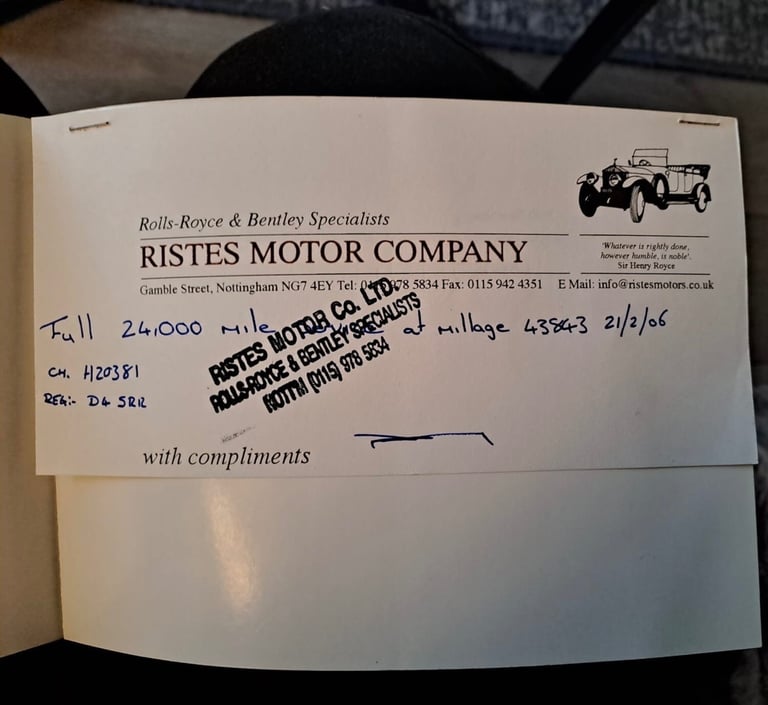 Rolls-Royce & Bentley Specialists
RISTES MOTOR COMPANY
Gamble Street, Nottingham NG7 4EY Tel: 0115 978 5834 Fax: 0115 942 4351 E Mail: info@ristesmotors.co.uk
'Whatever is rightly done,
however humble, is noble'.
Sir Henry Royce
Full 24,000 Mile at Millage 43843 21/2/06
CH. H20381
REG:- D4 SRR
RISTES MOTOR Co. LTD.
ROLLS-ROYCE & BENTLEY SPECIALISTS
NOTTM (0115) 978 5834
with compliments